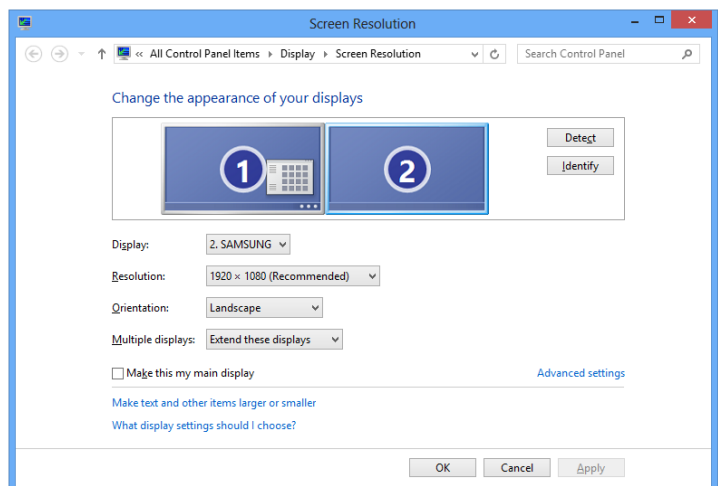 Screen Resolution
« All Control Panel Items Display Screen Resolution Search Control Panel
Change the appearance of your displays
1 2
Detect
Identify
Display: 2. SAMSUNG
Resolution: 1920 × 1080 (Recommended)
Orientation: Landscape
Multiple displays: Extend these displays
Make this my main display Advanced settings
Make text and other items larger or smaller
What display settings should I choose?
OK Cancel Apply